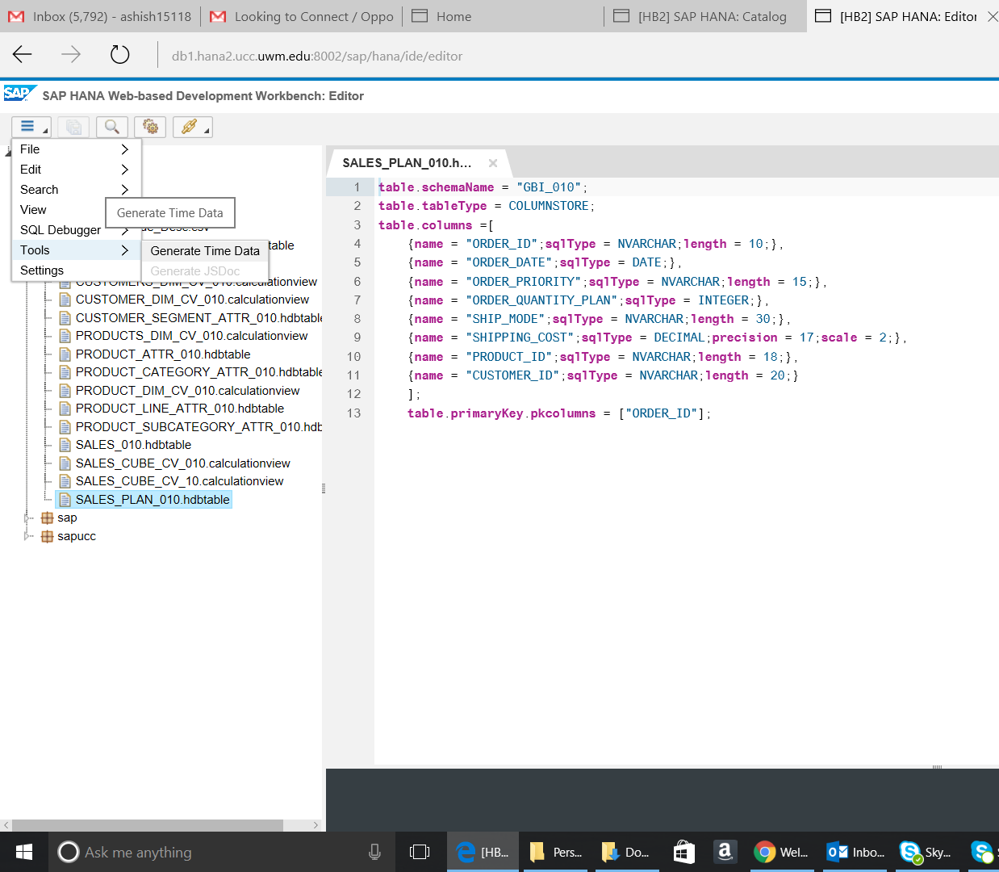 Inbox (5,792) - ashish15118
Looking to Connect / Oppo
Home
[HB2] SAP HANA: Catalog
[HB2] SAP HANA: Editor
db1.hana2.ucc.uwm.edu:8002/sap/hana/ide/editor
SAP SAP HANA Web-based Development Workbench: Editor
File
Edit
Search
View
SQL Debugger
Tools
Settings
Generate Time Data
Generate Time Data
Generate JSDoc
CUSTOMERS_DIM_CV_010.calculationview
CUSTOMER_DIM_CV_010.calculationview
CUSTOMER_SEGMENT_ATTR_010.hdbtable
PRODUCTS_DIM_CV_010.calculationview
PRODUCT_ATTR_010.hdbtable
PRODUCT_CATEGORY_ATTR_010.hdbtable
PRODUCT_DIM_CV_010.calculationview
PRODUCT_LINE_ATTR_010.hdbtable
PRODUCT_SUBCATEGORY_ATTR_010.hdb
SALES_010.hdbtable
SALES_CUBE_CV_010.calculationview
SALES_CUBE_CV_10.calculationview
SALES_PLAN_010.hdbtable
sap
sapucc
SALES_PLAN_010.h...
1 table.schemaName = "GBI_010";
2 table.tableType = COLUMNSTORE;
3 table.columns =[
4 {name = "ORDER_ID";sqlType = NVARCHAR;length = 10;},
5 {name = "ORDER_DATE";sqlType = DATE;},
6 {name = "ORDER_PRIORITY";sqlType = NVARCHAR;length = 15;},
7 {name = "ORDER_QUANTITY_PLAN";sqlType = INTEGER;},
8 {name = "SHIP_MODE";sqlType = NVARCHAR;length = 30;},
9 {name = "SHIPPING_COST";sqlType = DECIMAL;precision = 17;scale = 2;},
10 {name = "PRODUCT_ID";sqlType = NVARCHAR;length = 18;},
11 {name = "CUSTOMER_ID";sqlType = NVARCHAR;length = 20;}
12 ];
13 table.primaryKey.pkcolumns = ["ORDER_ID"];
Ask me anything
[HB...
Pers...
Do...
Wel...
Inbo...
Sky...